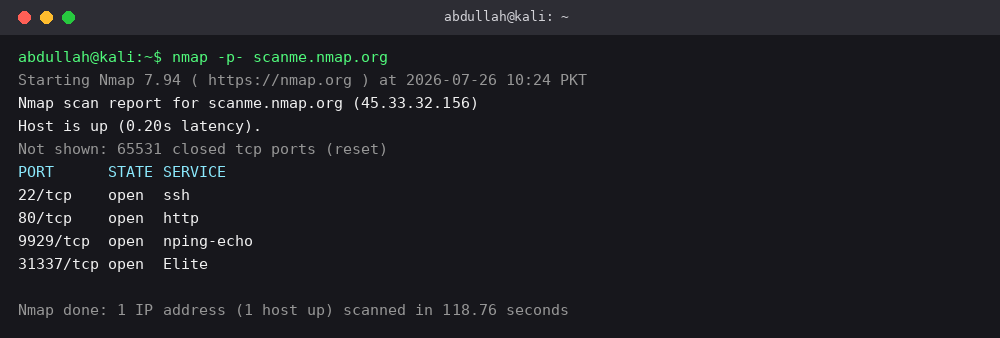 abdullah@kali: ~
abdullah@kali:~$ nmap -p- scanme.nmap.org
Starting Nmap 7.94 ( https://nmap.org ) at 2026-07-26 10:24 PKT
Nmap scan report for scanme.nmap.org (45.33.32.156)
Host is up (0.20s latency).
Not shown: 65531 closed tcp ports (reset)
PORT      STATE SERVICE
22/tcp    open  ssh
80/tcp    open  http
9929/tcp  open  nping-echo
31337/tcp open  Elite
Nmap done: 1 IP address (1 host up) scanned in 118.76 seconds